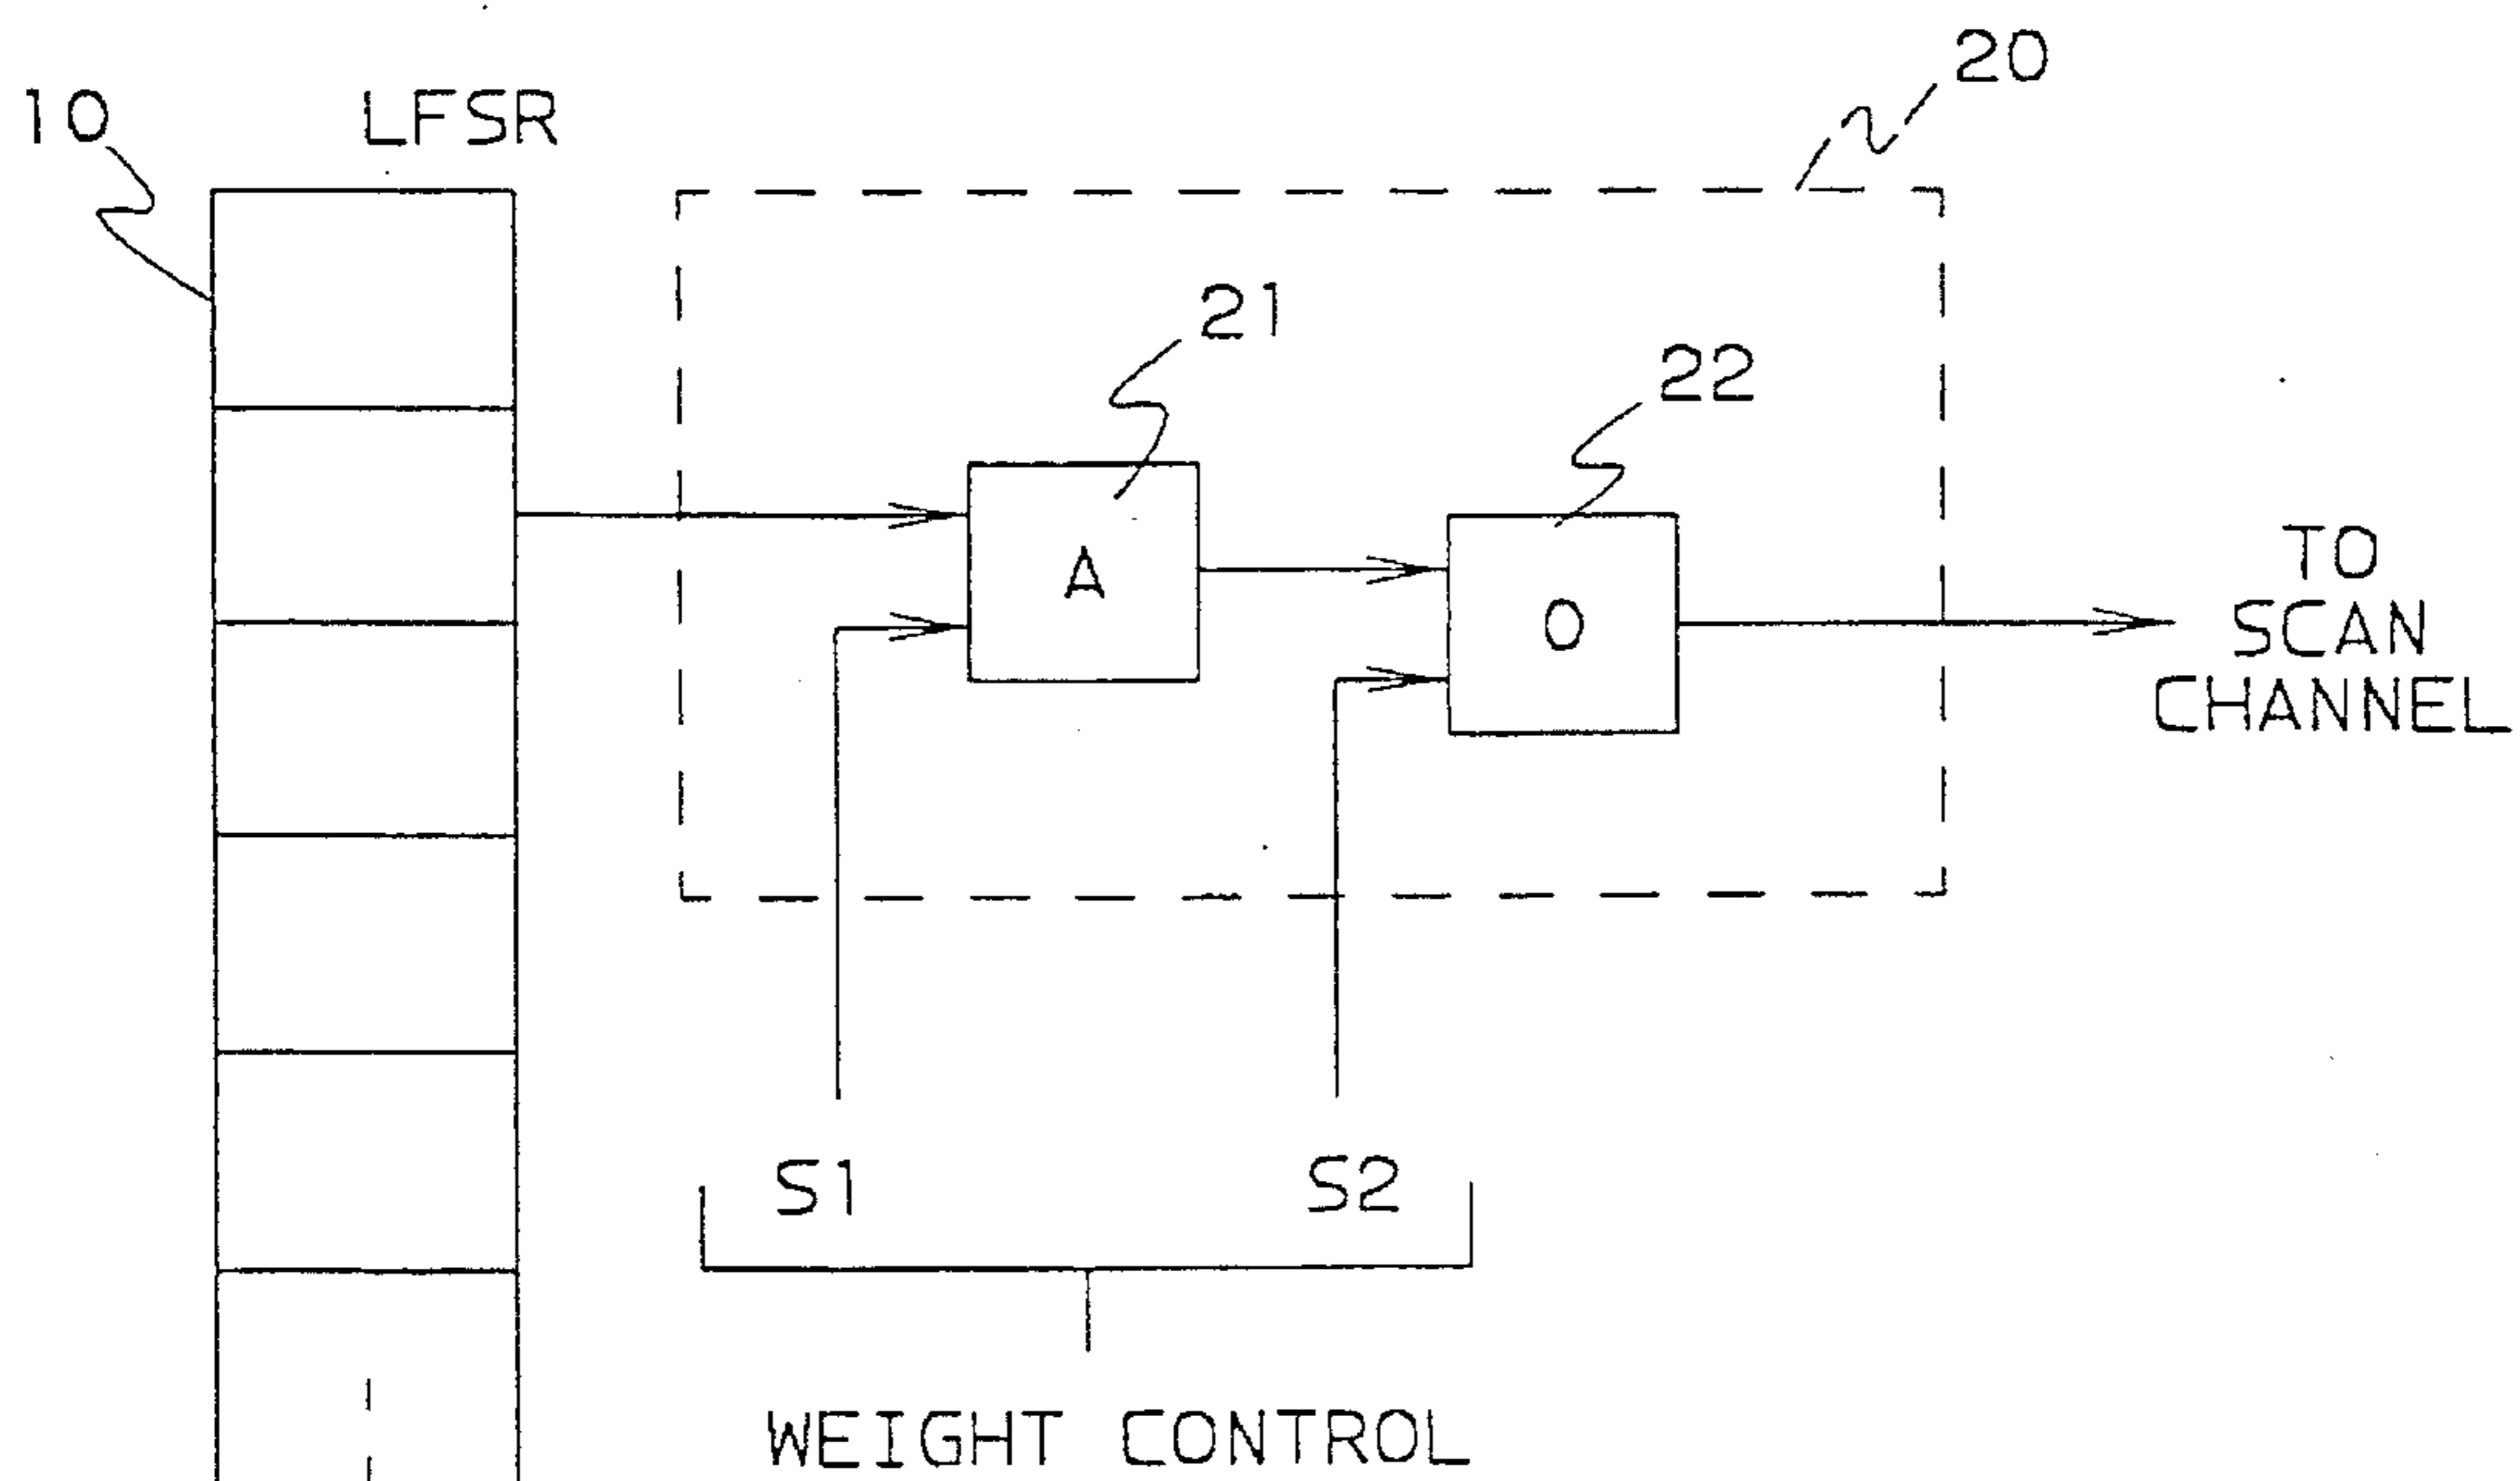 20
10
LFSR
21
22
A
O
TO
SCAN
CHANNEL
S1
S2
WEIGHT CONTROL